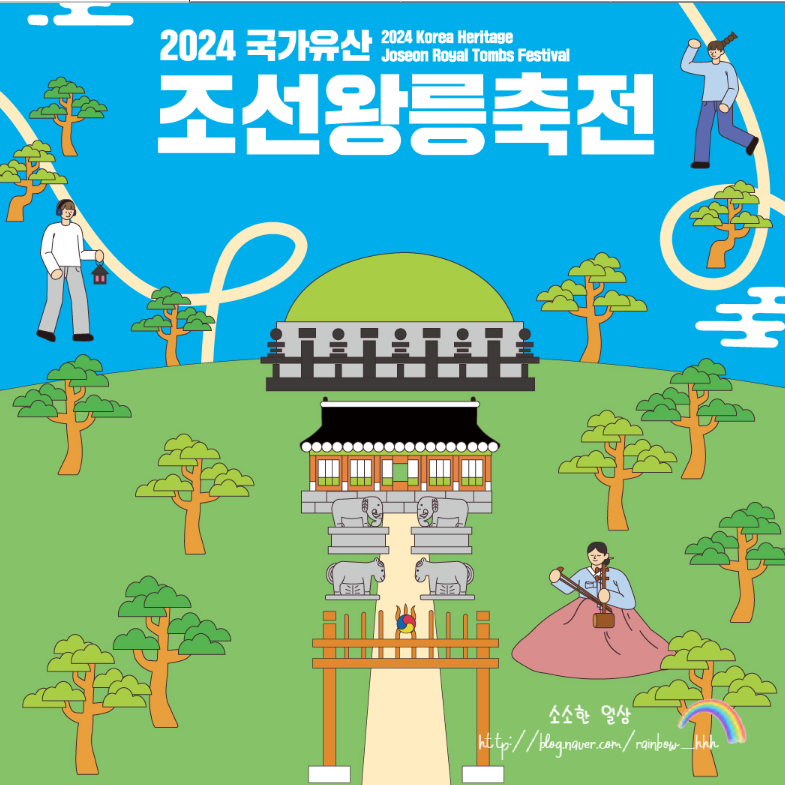 2024 국가유산
2024 Korea Heritage
Joseon Royal Tombs Festival
조선왕릉축전
소소한 일상
http://blog.naver.com/rainbow_hhh